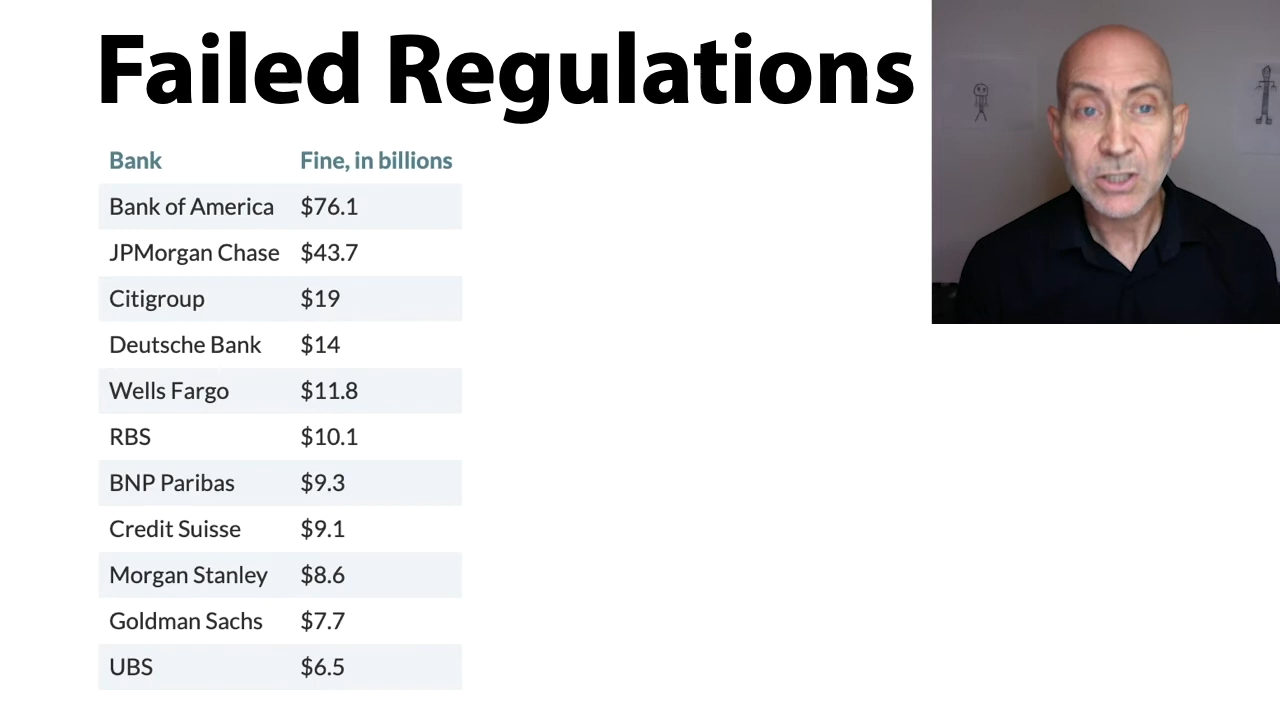 Failed Regulations
Bank Fine, in billions
Bank of America $76.1
JPMorgan Chase $43.7
Citigroup $19
Deutsche Bank $14
Wells Fargo $11.8
RBS $10.1
BNP Paribas $9.3
Credit Suisse $9.1
Morgan Stanley $8.6
Goldman Sachs $7.7
UBS $6.5